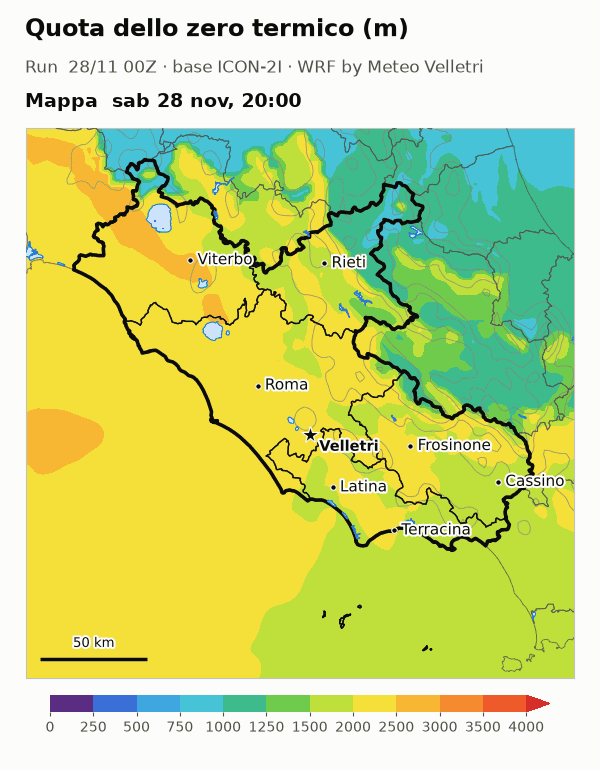 Quota dello zero termico (m)
Run  28/11 00Z · base ICON-2I · WRF by Meteo Velletri
Mappa  sab 28 nov, 20:00
Viterbo
Rieti
Roma
Velletri
Frosinone
Cassino
Latina
Terracina
50 km
0 250 500 750 1000 1250 1500 2000 2500 3000 3500 4000